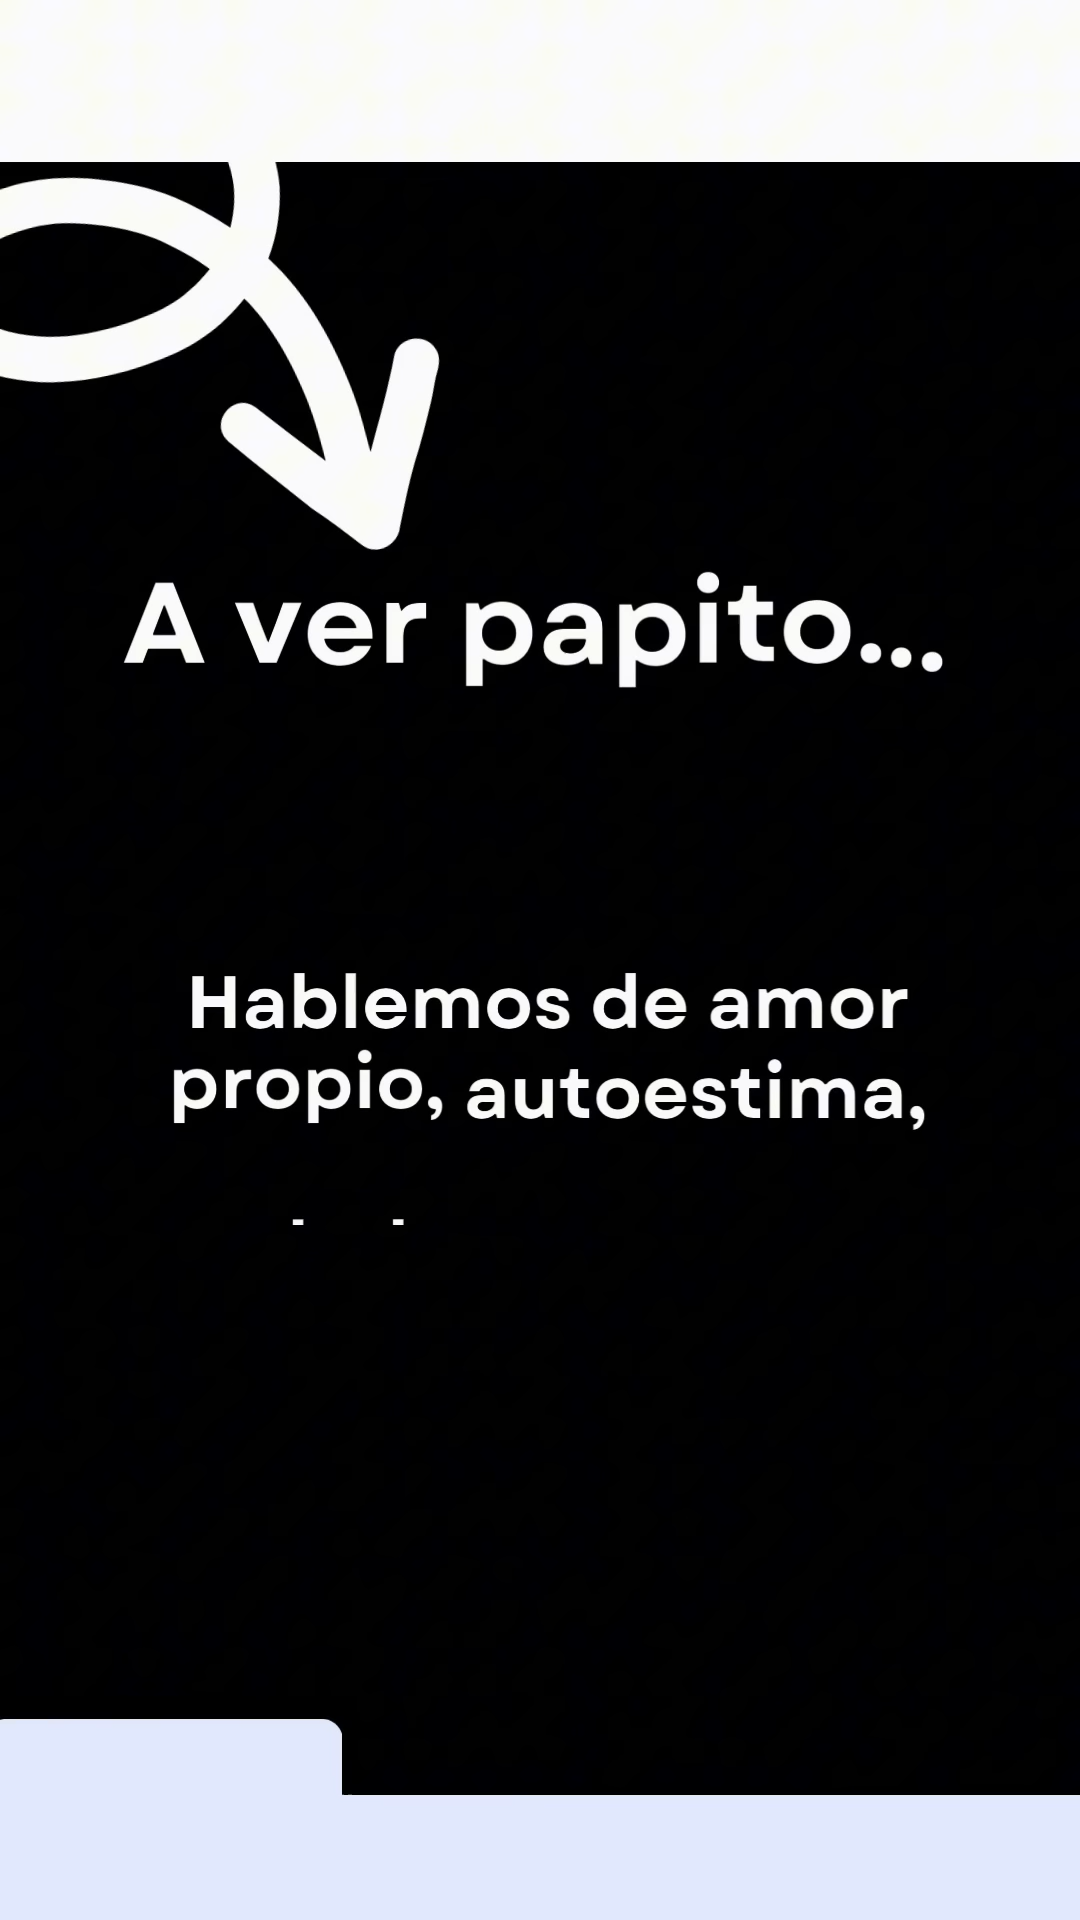 A ver papito...
Hablemos de amor
propio, autoestima,